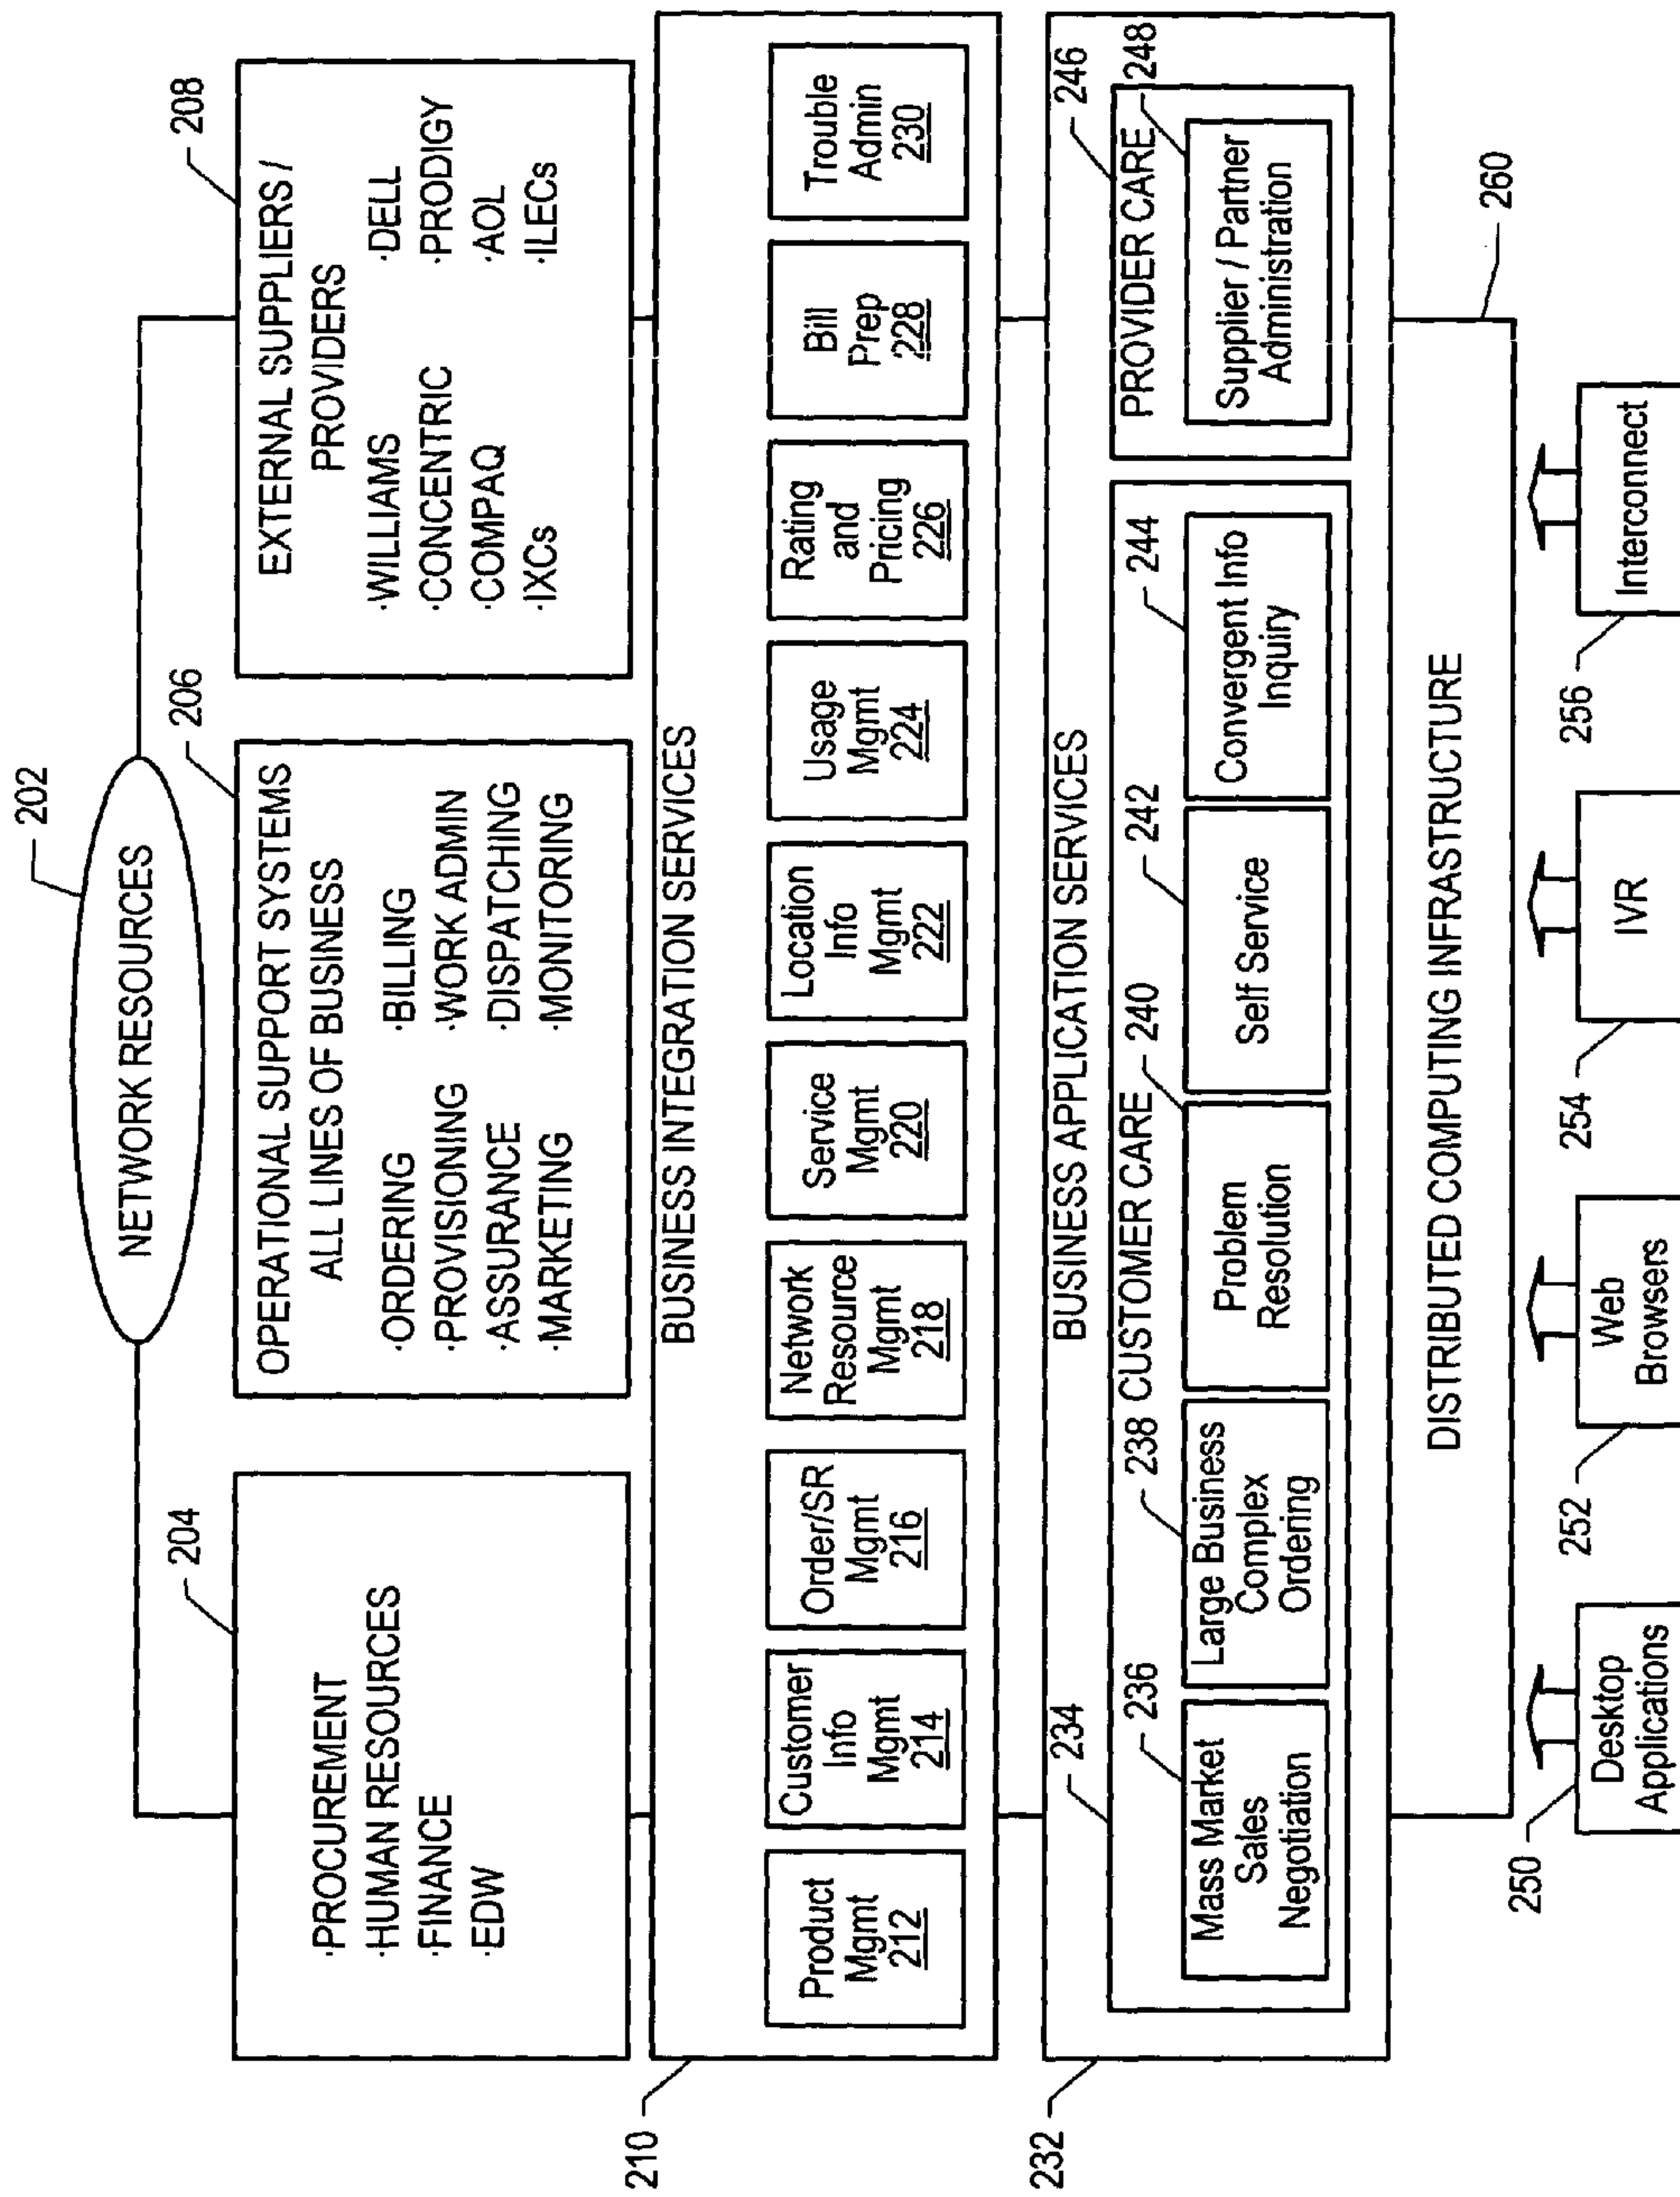 202
NETWORK RESOURCES
204
·PROCUREMENT
·HUMAN RESOURCES
·FINANCE
·EDW
206
OPERATIONAL SUPPORT SYSTEMS
ALL LINES OF BUSINESS
·ORDERING ·BILLING
·PROVISIONING ·WORK ADMIN
·ASSURANCE ·DISPATCHING
·MARKETING ·MONITORING
208
EXTERNAL SUPPLIERS /
PROVIDERS
·WILLIAMS ·DELL
·CONCENTRIC ·PRODIGY
·COMPAQ ·AOL
·IXCs ·ILECs
210
BUSINESS INTEGRATION SERVICES
Product
Mgmt
212
Customer
Info
Mgmt
214
Order/SR
Mgmt
216
Network
Resource
Mgmt
218
Service
Mgmt
220
Location
Info
Mgmt
222
Usage
Mgmt
224
Rating
and
Pricing
226
Bill
Prep
228
Trouble
Admin
230
232
BUSINESS APPLICATION SERVICES
234
CUSTOMER CARE
236
Mass Market
Sales
Negotiation
238
Large Business
Complex
Ordering
240
Problem
Resolution
242
Self Service
244
Convergent Info
Inquiry
246
PROVIDER CARE
248
Supplier / Partner
Administration
DISTRIBUTED COMPUTING INFRASTRUCTURE
260
250
Desktop
Applications
252
Web
Browsers
254
IVR
256
Interconnect